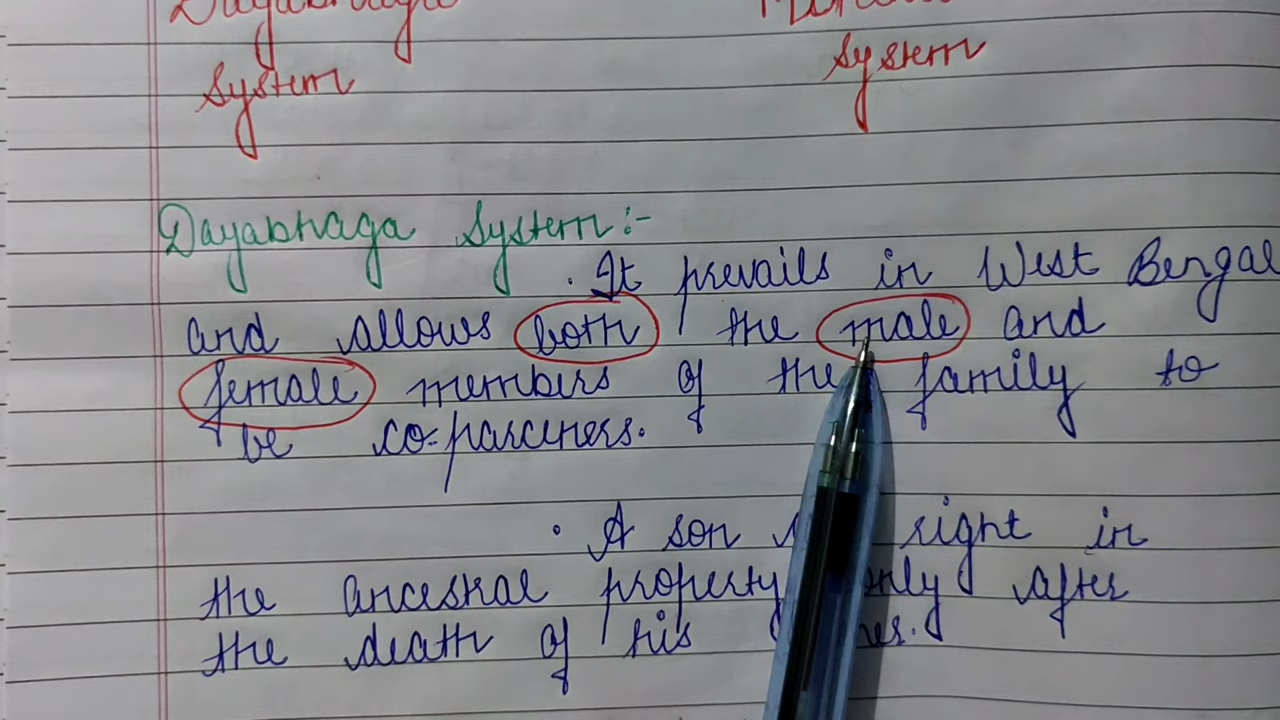 Dayabhaga
System System
Dayabhaga System:-
. It prevails in West Bengal
and allows both the male and
female members of the family to
be co-parceners.
. A son right in
the ancestral property only after
the death of his